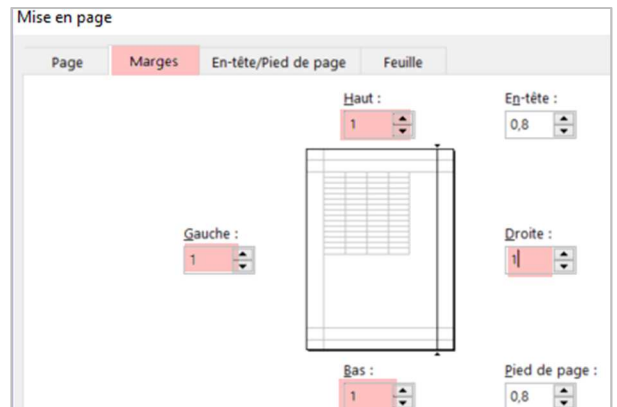 Mise en page
Page Marges En-tête/Pied de page Feuille
Haut : En-tête :
1 0,8
Gauche : Droite :
1 1
Bas : Pied de page :
1 0,8